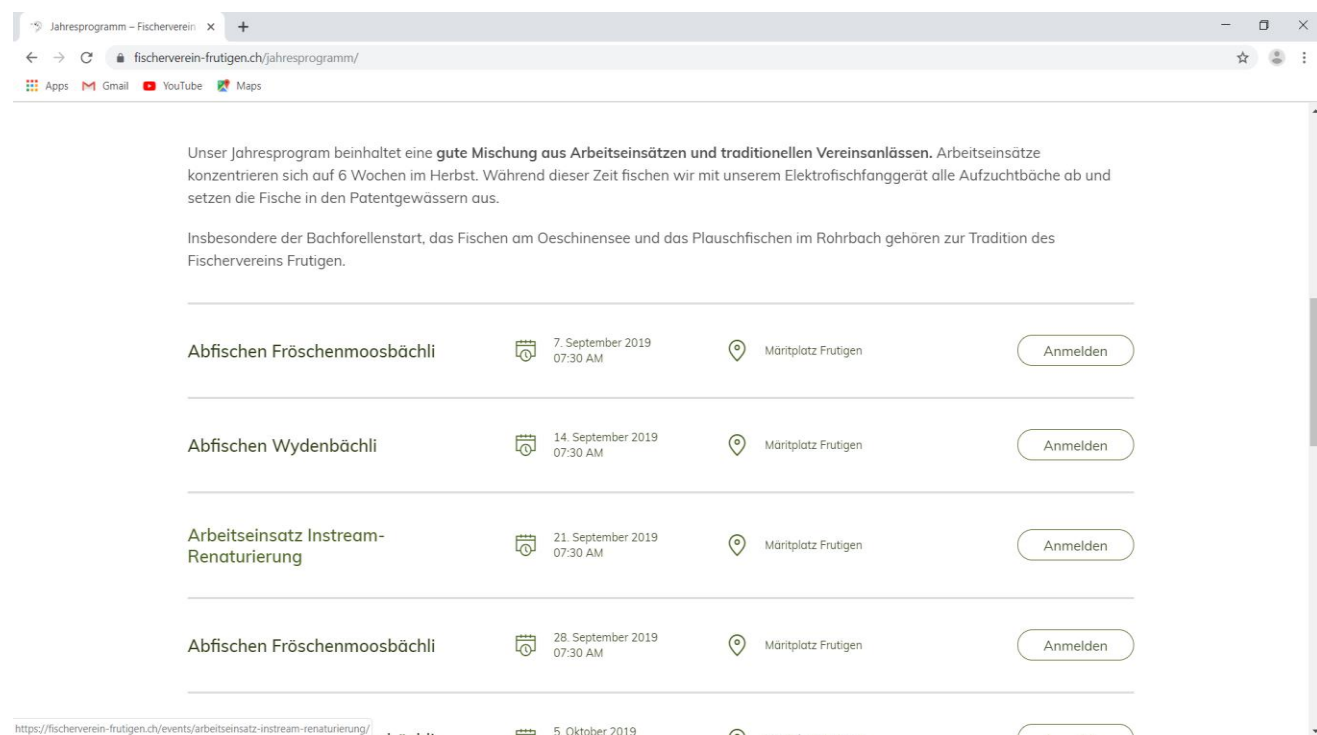 Jahresprogramm – Fischerverein
fischerverein-frutigen.ch/jahresprogramm/
Apps Gmail YouTube Maps
Unser Jahresprogram beinhaltet eine gute Mischung aus Arbeitseinsätzen und traditionellen Vereinsanlässen. Arbeitseinsätze
konzentrieren sich auf 6 Wochen im Herbst. Während dieser Zeit fischen wir mit unserem Elektrofischfanggerät alle Aufzuchtbäche ab und
setzen die Fische in den Patentgewässern aus.
Insbesondere der Bachforellenstart, das Fischen am Oeschinensee und das Plauschfischen im Rohrbach gehören zur Tradition des
Fischervereins Frutigen.
Abfischen Fröschenmoosbächli
7. September 2019
07:30 AM
Märitplatz Frutigen
Anmelden
Abfischen Wydenbächli
14. September 2019
07:30 AM
Märitplatz Frutigen
Anmelden
Arbeitseinsatz Instream-
Renaturierung
21. September 2019
07:30 AM
Märitplatz Frutigen
Anmelden
Abfischen Fröschenmoosbächli
28. September 2019
07:30 AM
Märitplatz Frutigen
Anmelden
5. Oktober 2019
https://fischerverein-frutigen.ch/events/arbeitseinsatz-instream-renaturierung/